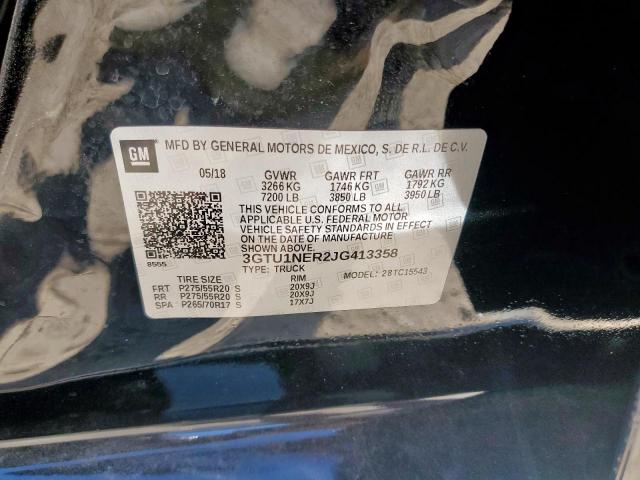 GM
MFD BY GENERAL MOTORS DE MEXICO, S. DE R.L. DE C.V.
05/18 GVWR GAWR FRT GAWR RR
3266 KG 1746 KG 1792 KG
7200 LB 3850 LB 3950 LB
THIS VEHICLE CONFORMS TO ALL
APPLICABLE U.S. FEDERAL MOTOR
VEHICLE SAFETY STANDARDS IN EFFECT
ON THE DATE OF MANUFACTURE
SHOWN ABOVE.
8555 3GTU1NER2JG413358
TYPE: TRUCK MODEL: 28TC15543
TIRE SIZE RIM
FRT P275/55R20 S 20X9J
RR P275/55R20 S 20X9J
SPA P265/70R17 S 17X7J